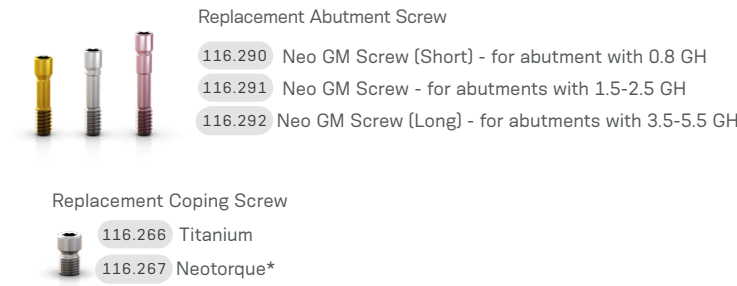 Replacement Abutment Screw
116.290 Neo GM Screw (Short) - for abutment with 0.8 GH
116.291 Neo GM Screw - for abutments with 1.5-2.5 GH
116.292 Neo GM Screw (Long) - for abutments with 3.5-5.5 GH
Replacement Coping Screw
116.266 Titanium
116.267 Neotorque*